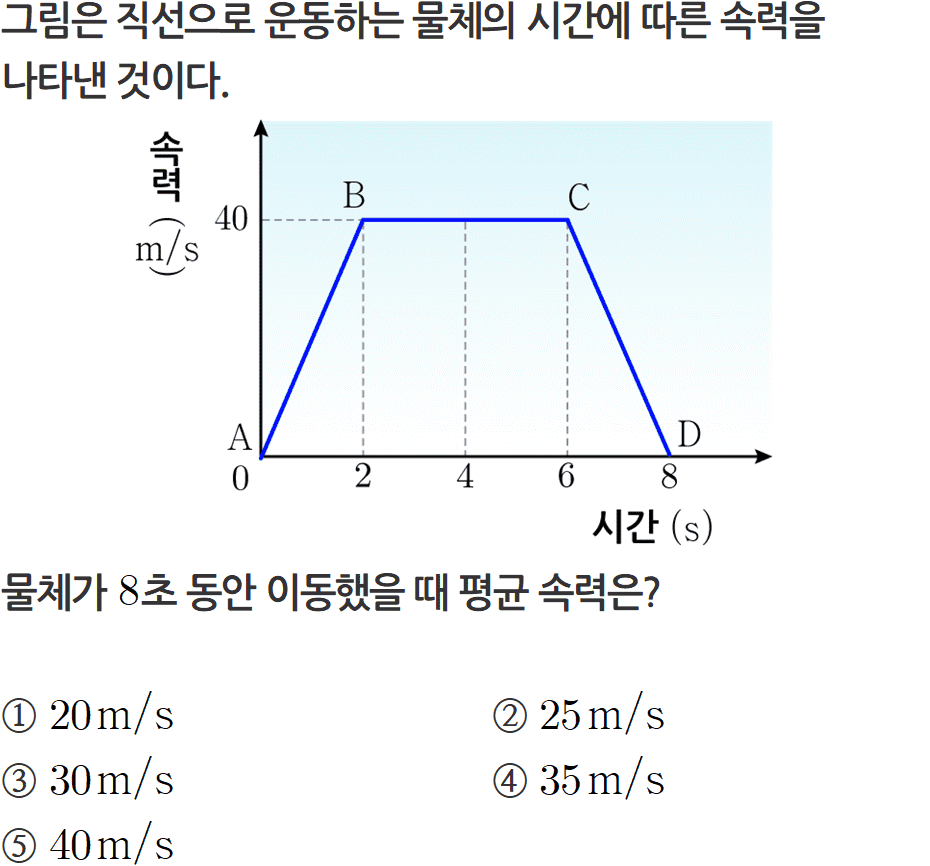 그림은 직선으로 운동하는 물체의 시간에 따른 속력을
나타낸 것이다.
속력
(m/s)
40
B
C
A
D
0
2
4
6
8
시간 (s)
물체가 8초 동안 이동했을 때 평균 속력은?
① 20 m/s
② 25 m/s
③ 30 m/s
④ 35 m/s
⑤ 40 m/s